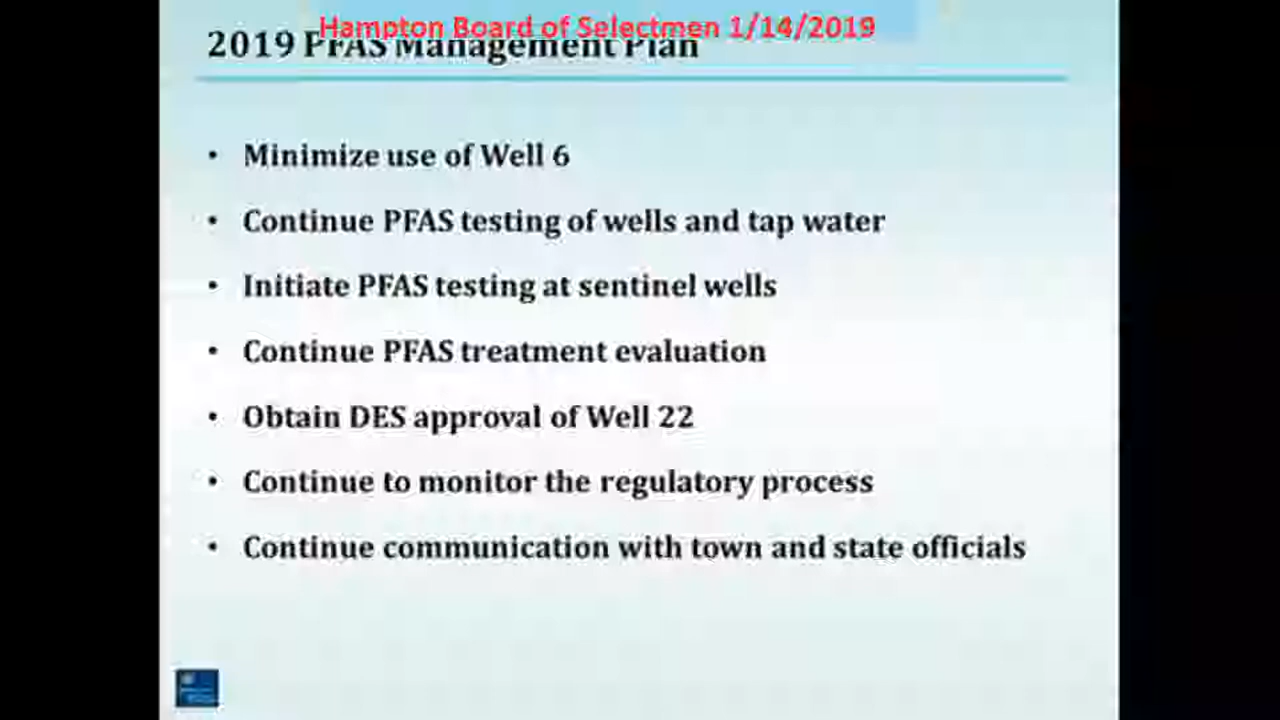 Hampton Board of Selectmen 1/14/2019
2019 PFAS Management Plan
• Minimize use of Well 6
• Continue PFAS testing of wells and tap water
• Initiate PFAS testing at sentinel wells
• Continue PFAS treatment evaluation
• Obtain DES approval of Well 22
• Continue to monitor the regulatory process
• Continue communication with town and state officials